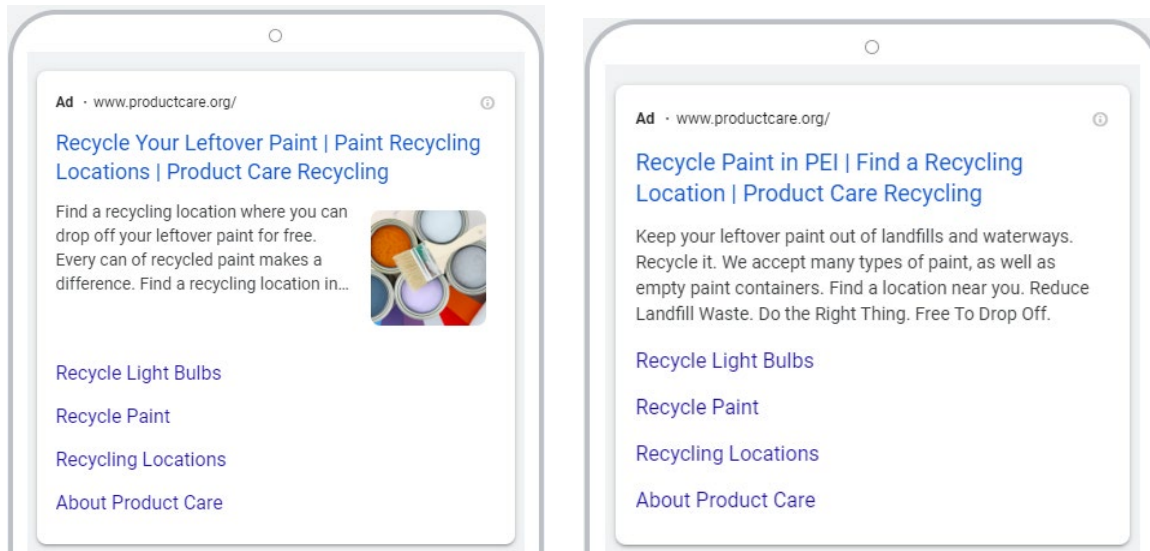 Ad · www.productcare.org/
Recycle Your Leftover Paint | Paint Recycling
Locations | Product Care Recycling
Find a recycling location where you can
drop off your leftover paint for free.
Every can of recycled paint makes a
difference. Find a recycling location in...
Recycle Light Bulbs
Recycle Paint
Recycling Locations
About Product Care
Ad · www.productcare.org/
Recycle Paint in PEI | Find a Recycling
Location | Product Care Recycling
Keep your leftover paint out of landfills and waterways.
Recycle it. We accept many types of paint, as well as
empty paint containers. Find a location near you. Reduce
Landfill Waste. Do the Right Thing. Free To Drop Off.
Recycle Light Bulbs
Recycle Paint
Recycling Locations
About Product Care